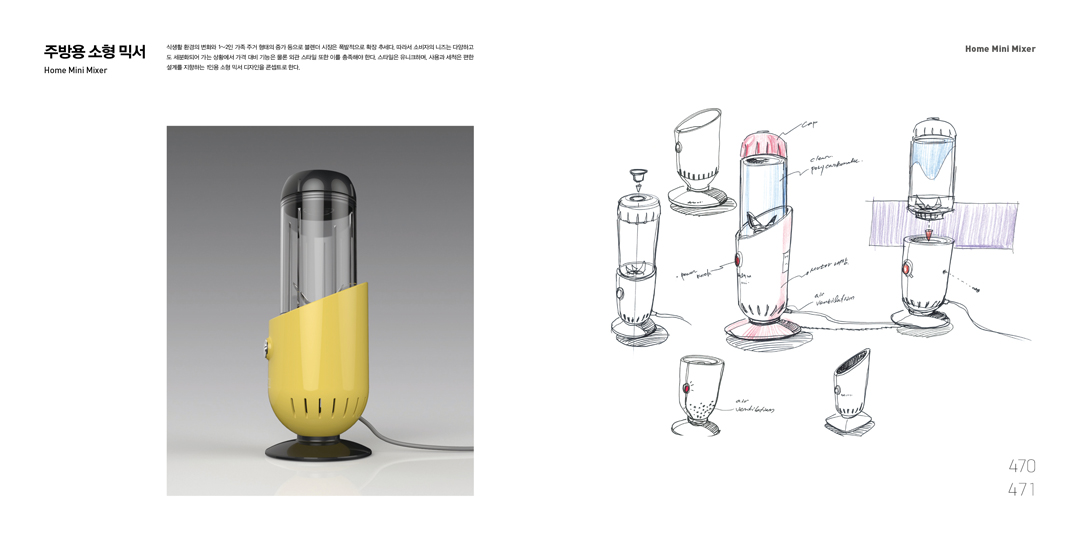 주방용 소형 믹서
Home Mini Mixer
식생활 환경의 변화와 1~2인 가족 주거 형태의 증가 등으로 블렌더 시장은 폭발적으로 확장 추세다. 따라서 소비자의 니즈는 다양하고
도 세분화되어 가는 상황에서 가격 대비 기능은 물론 외관 스타일 또한 이를 충족해야 한다. 스타일은 유니크하며, 사용과 세척은 편한
설계를 지향하는 1인용 소형 믹서 디자인을 콘셉트로 한다.
Home Mini Mixer
cap
clear
polycarbonate
power
air
ventilation
air
ventilation
470
471